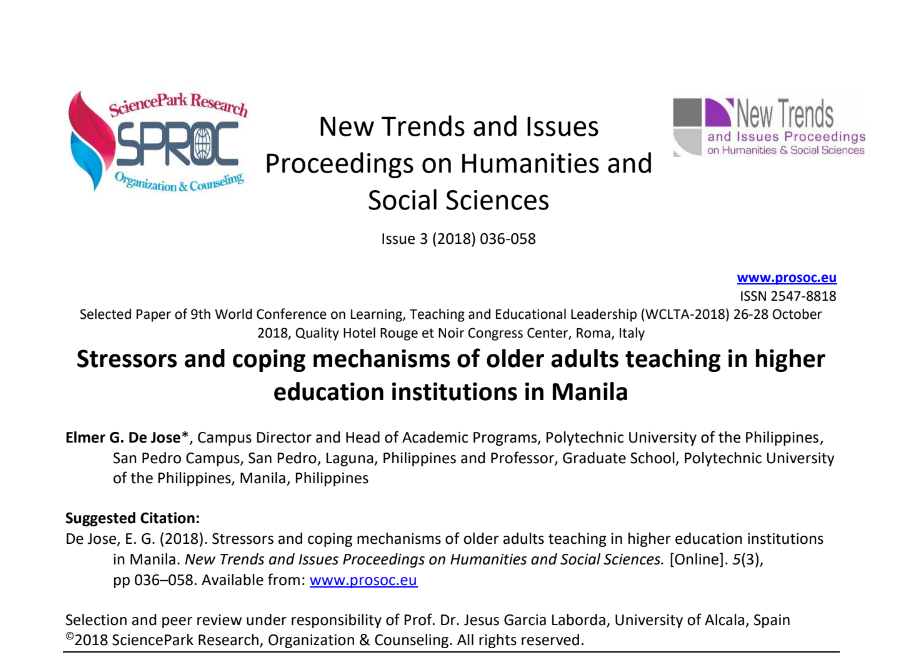 SciencePark Research
SPROC
Organization & Counseling
New Trends and Issues
Proceedings on Humanities and
Social Sciences
New Trends
and Issues Proceedings
on Humanities & Social Sciences
Issue 3 (2018) 036-058
www.prosoc.eu
ISSN 2547-8818
Selected Paper of 9th World Conference on Learning, Teaching and Educational Leadership (WCLTA-2018) 26-28 October
2018, Quality Hotel Rouge et Noir Congress Center, Roma, Italy
Stressors and coping mechanisms of older adults teaching in higher
education institutions in Manila
Elmer G. De Jose*, Campus Director and Head of Academic Programs, Polytechnic University of the Philippines,
San Pedro Campus, San Pedro, Laguna, Philippines and Professor, Graduate School, Polytechnic University
of the Philippines, Manila, Philippines
Suggested Citation:
De Jose, E. G. (2018). Stressors and coping mechanisms of older adults teaching in higher education institutions
in Manila. New Trends and Issues Proceedings on Humanities and Social Sciences. [Online]. 5(3),
pp 036–058. Available from: www.prosoc.eu
Selection and peer review under responsibility of Prof. Dr. Jesus Garcia Laborda, University of Alcala, Spain
©2018 SciencePark Research, Organization & Counseling. All rights reserved.